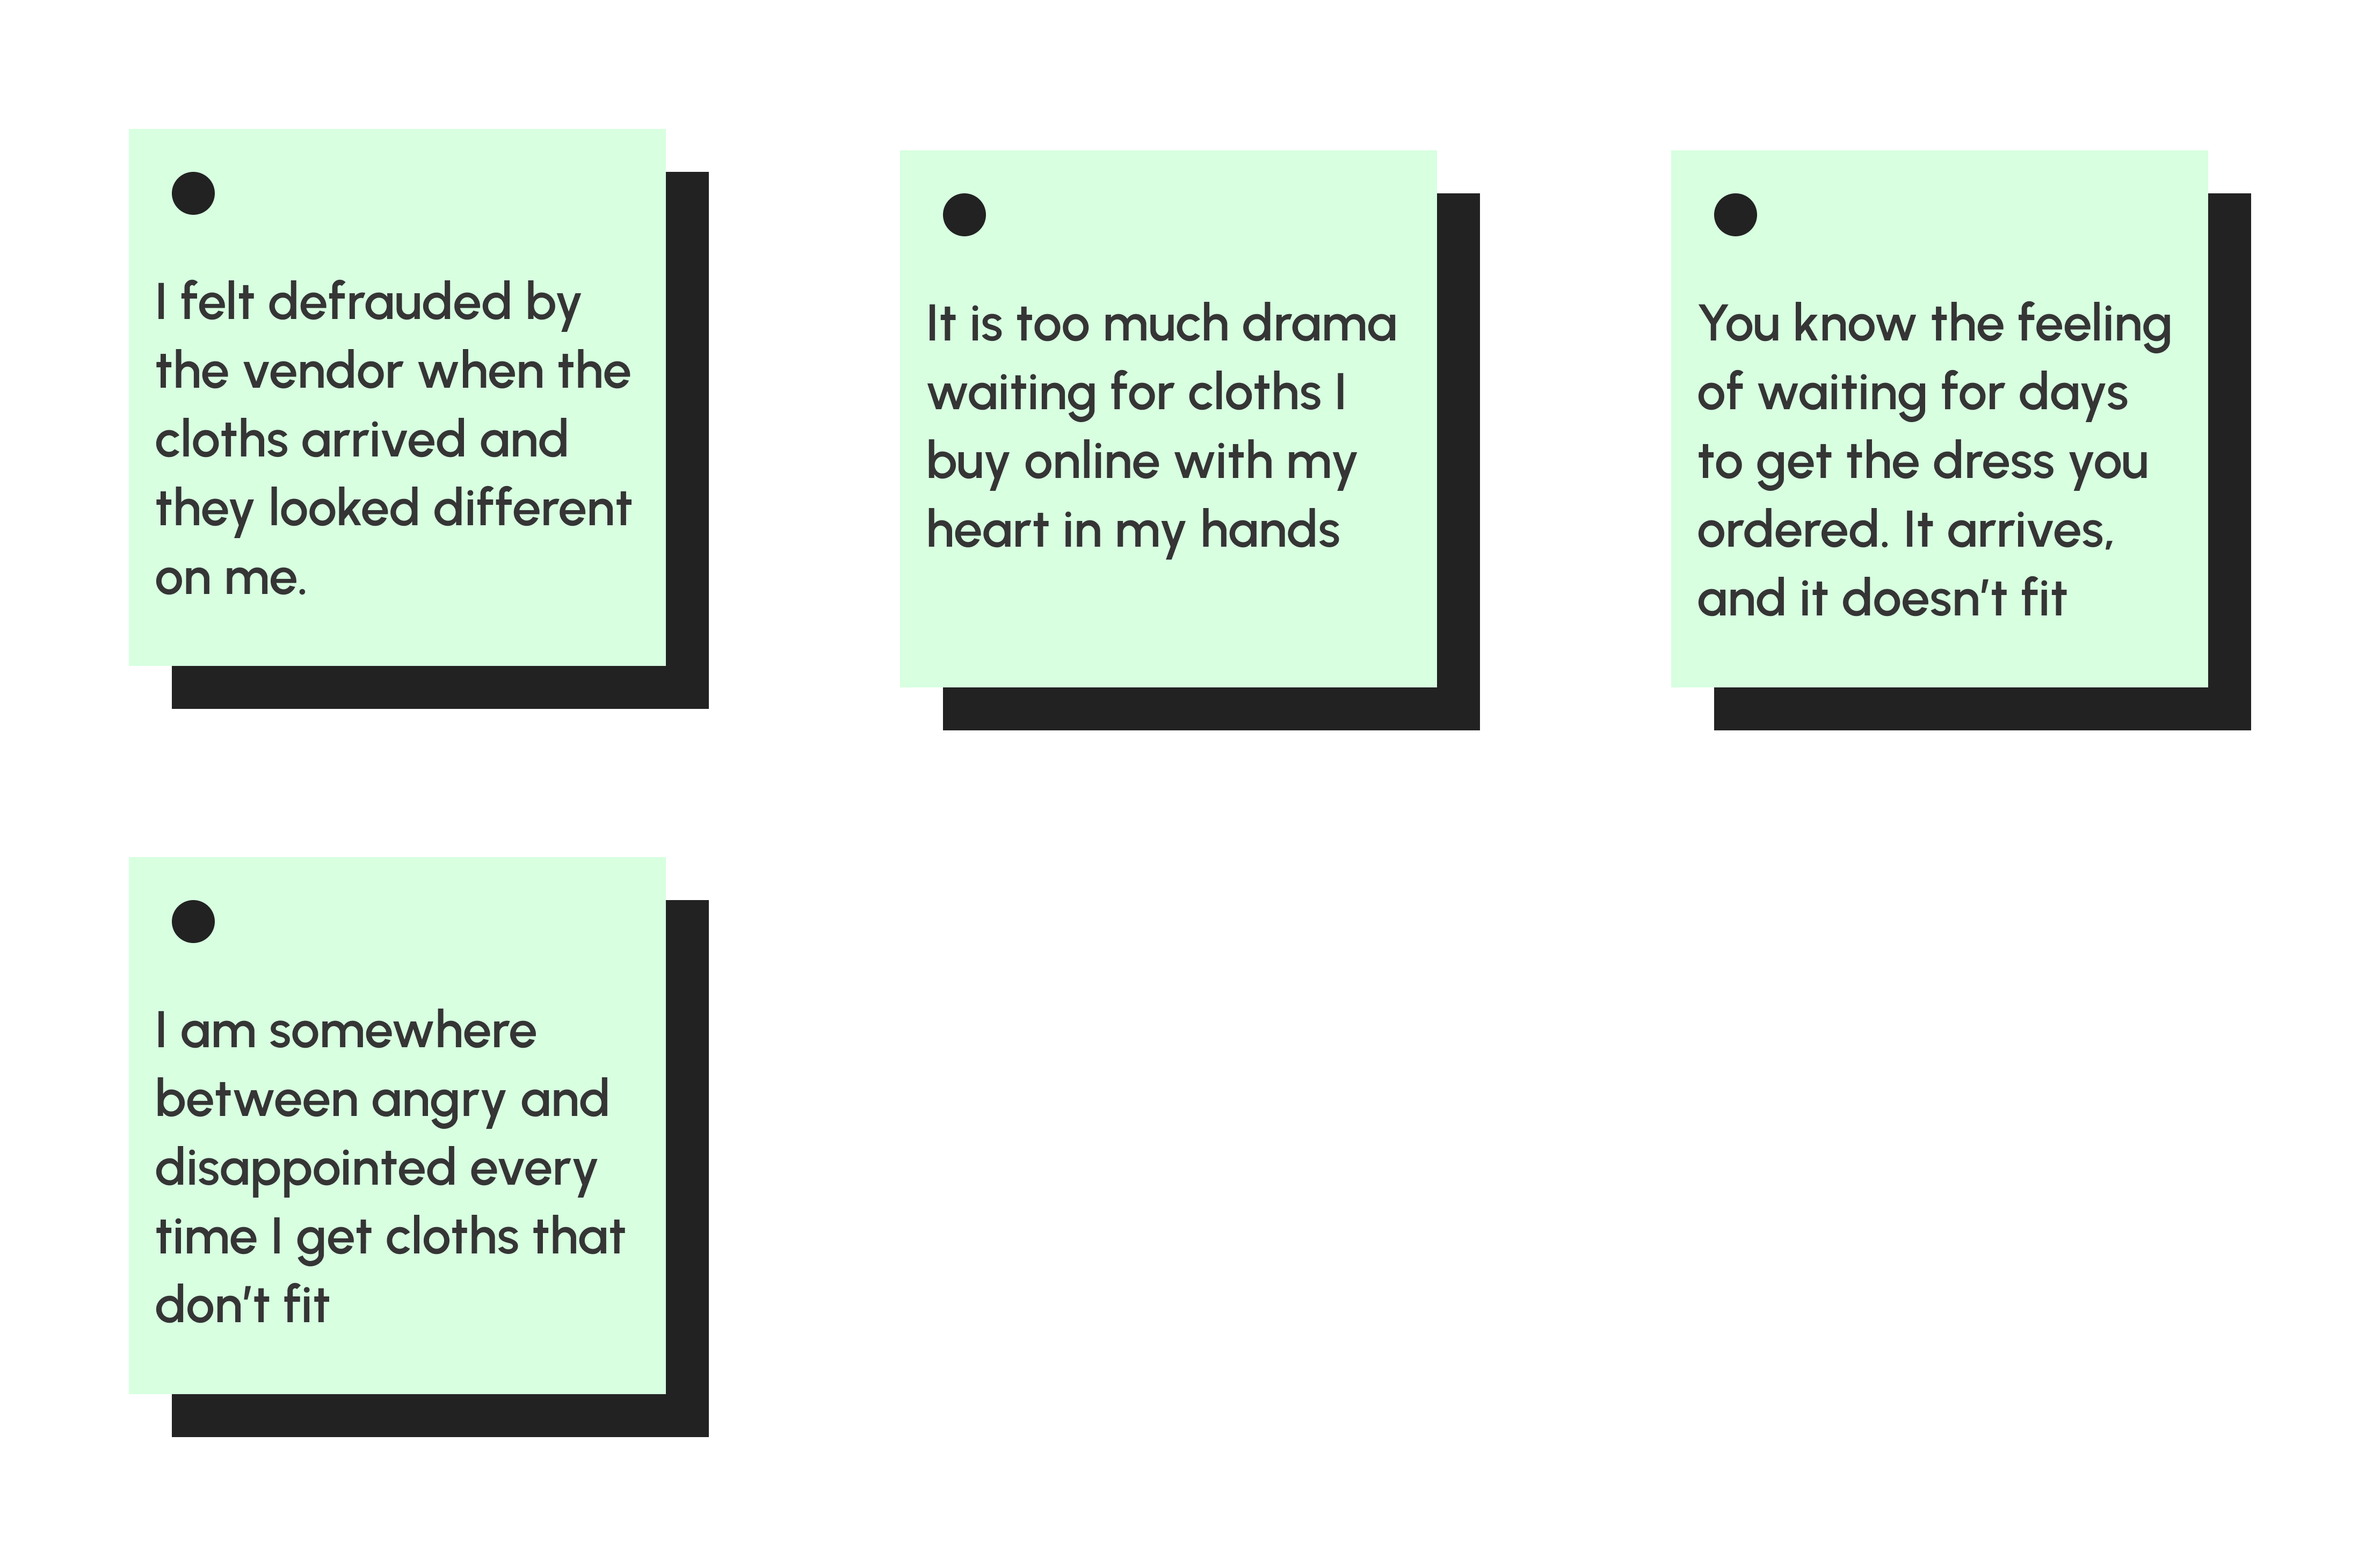 I felt defrauded by
the vendor when the
cloths arrived and
they looked different
on me.
It is too much drama
waiting for cloths I
buy online with my
heart in my hands
You know the feeling
of waiting for days
to get the dress you
ordered. It arrives,
and it doesn’t fit
I am somewhere
between angry and
disappointed every
time I get cloths that
don’t fit